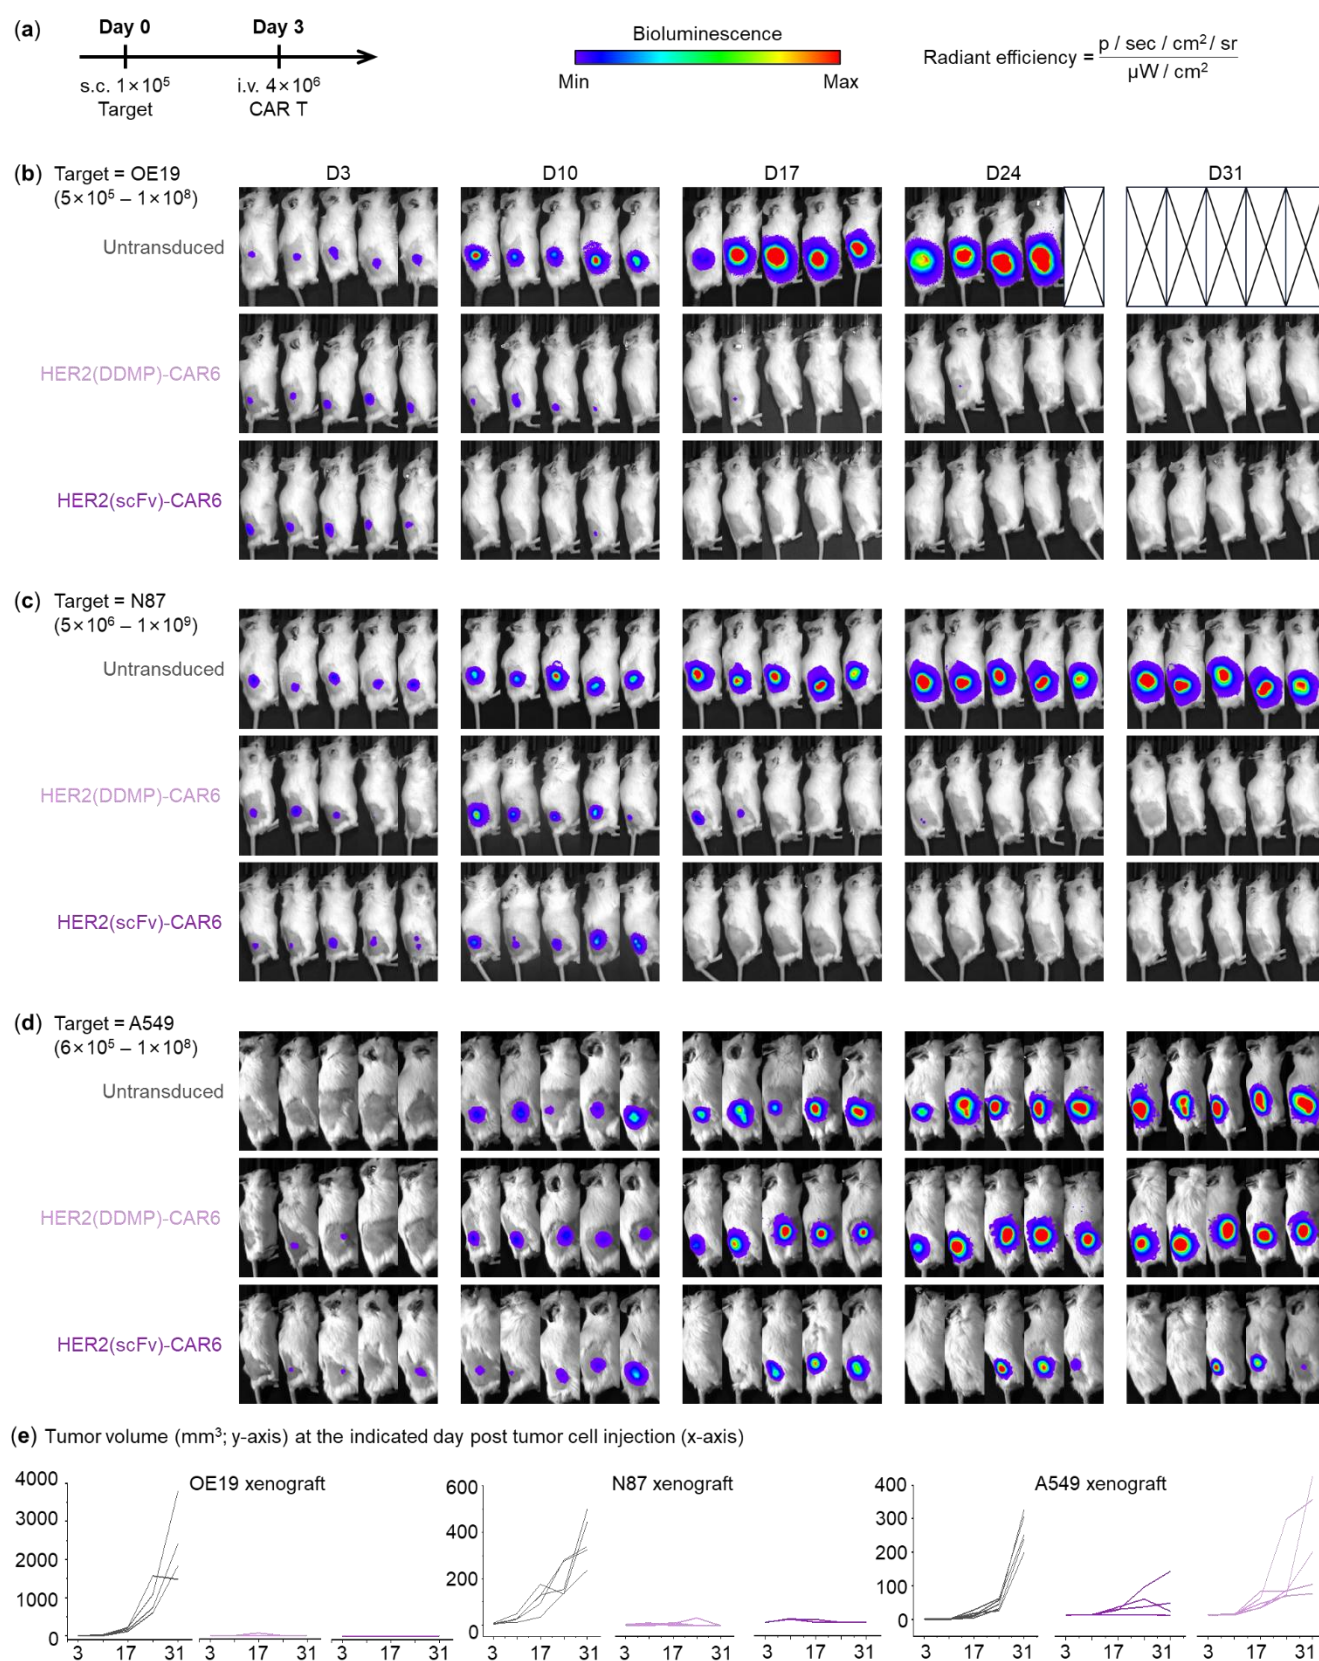 (a) Day 0 Day 3
s.c. 1×10⁵ i.v. 4×10⁶
Target CAR T
Bioluminescence
Min Max
Radiant efficiency = p / sec / cm² / sr
µW / cm²
(b) Target = OE19 D3 D10 D17 D24 D31
(5×10⁵ – 1×10⁸)
Untransduced
HER2(DDMP)-CAR6
HER2(scFv)-CAR6
(c) Target = N87
(5×10⁶ – 1×10⁹)
Untransduced
HER2(DDMP)-CAR6
HER2(scFv)-CAR6
(d) Target = A549
(6×10⁵ – 1×10⁸)
Untransduced
HER2(DDMP)-CAR6
HER2(scFv)-CAR6
(e) Tumor volume (mm³; y-axis) at the indicated day post tumor cell injection (x-axis)
OE19 xenograft
4000
3000
2000
1000
0
3 17 31 3 17 31 3 17 31
N87 xenograft
600
400
200
0
3 17 31 3 17 31 3 17 31
A549 xenograft
400
300
200
100
0
3 17 31 3 17 31 3 17 31